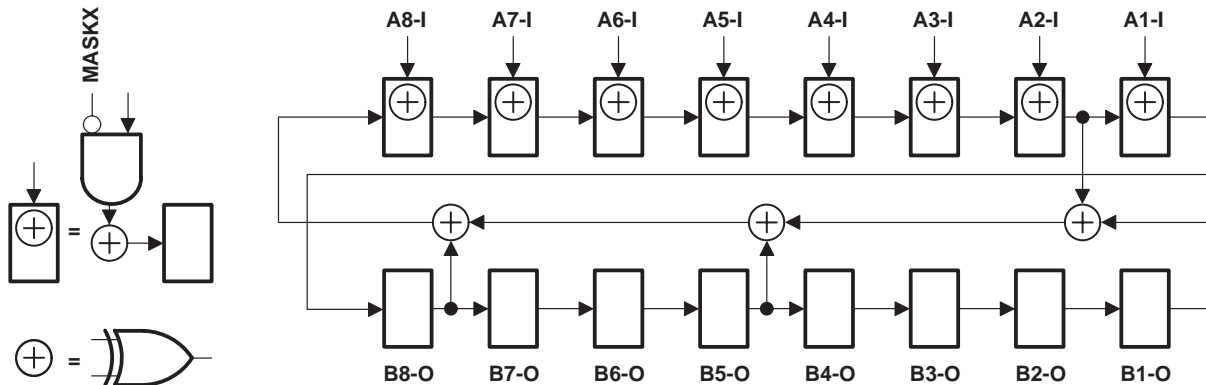 MASKX
A8-I A7-I A6-I A5-I A4-I A3-I A2-I A1-I
=
=
B8-O B7-O B6-O B5-O B4-O B3-O B2-O B1-O